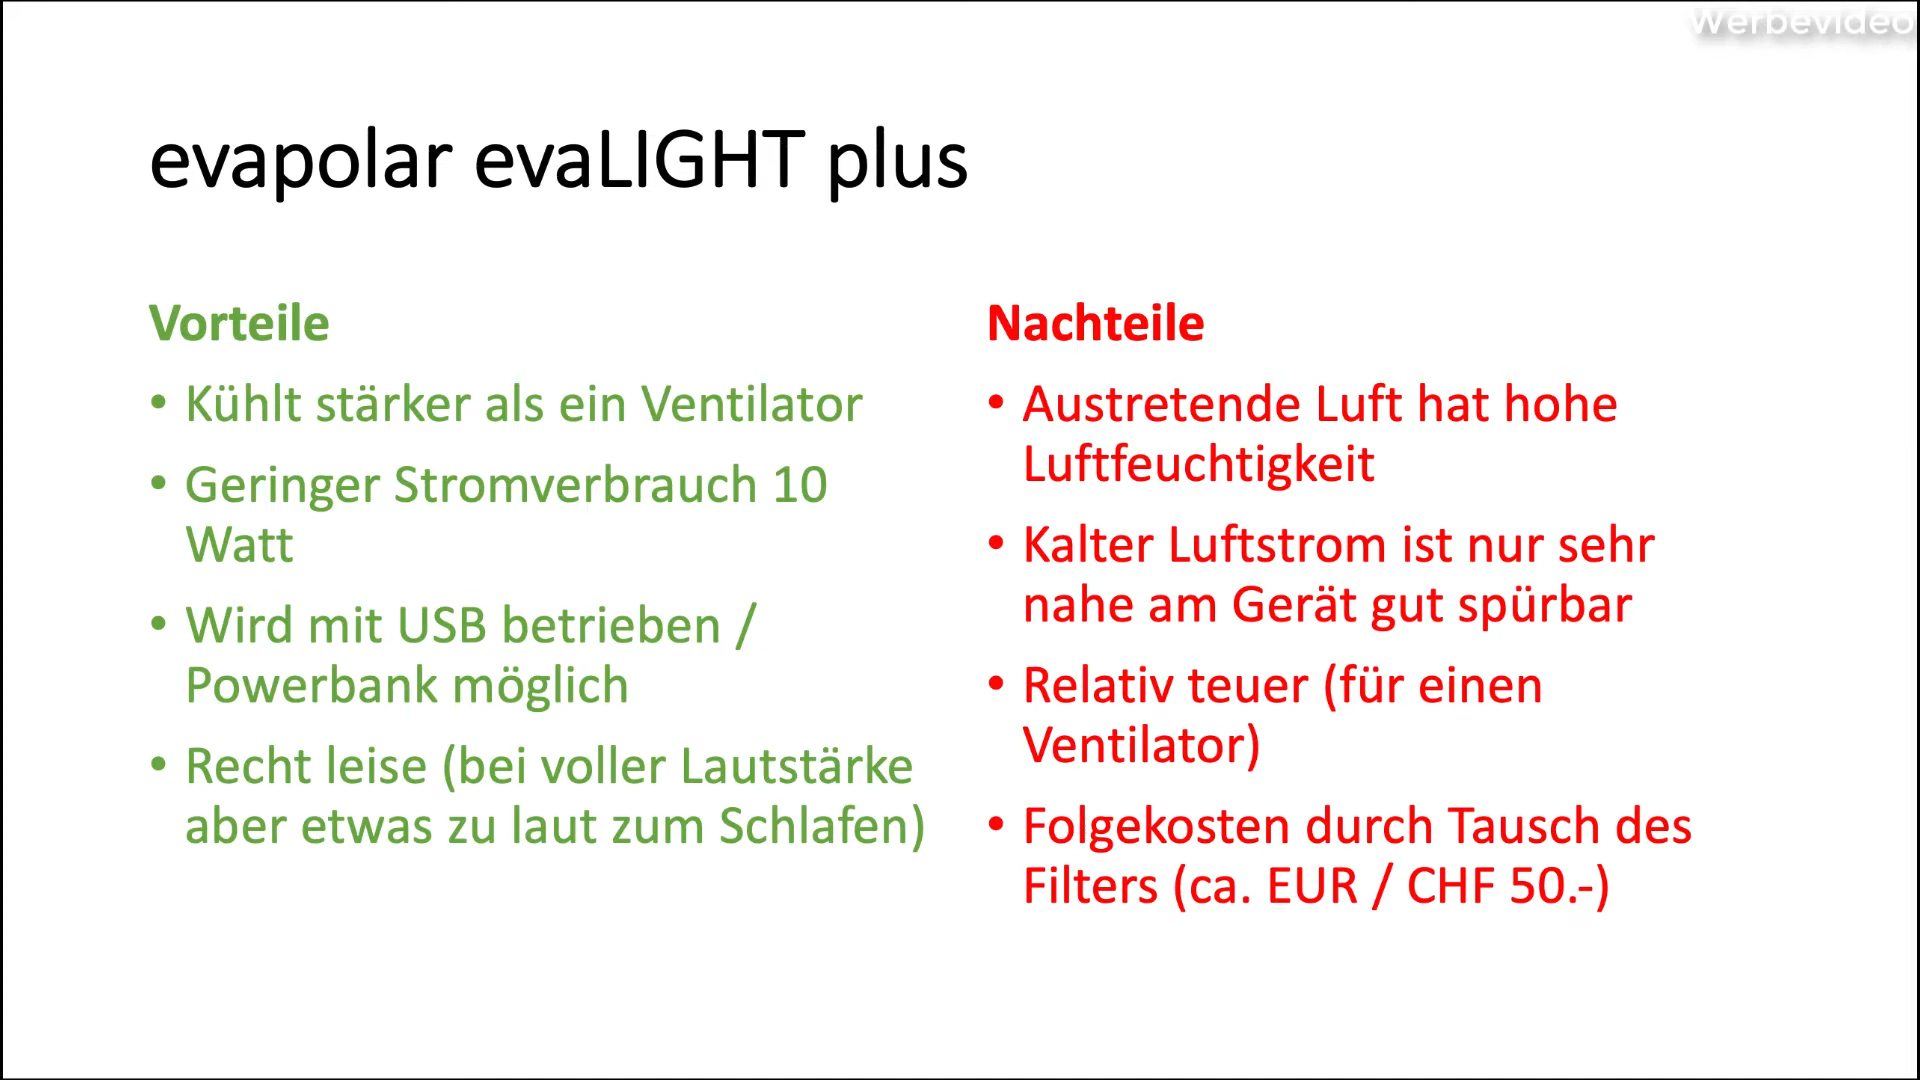 Werbevideo
evapolar evaLIGHT plus
Vorteile
• Kühlt stärker als ein Ventilator
• Geringer Stromverbrauch 10
Watt
• Wird mit USB betrieben /
Powerbank möglich
• Recht leise (bei voller Lautstärke
aber etwas zu laut zum Schlafen)
Nachteile
• Austretende Luft hat hohe
Luftfeuchtigkeit
• Kalter Luftstrom ist nur sehr
nahe am Gerät gut spürbar
• Relativ teuer (für einen
Ventilator)
• Folgekosten durch Tausch des
Filters (ca. EUR / CHF 50.-)